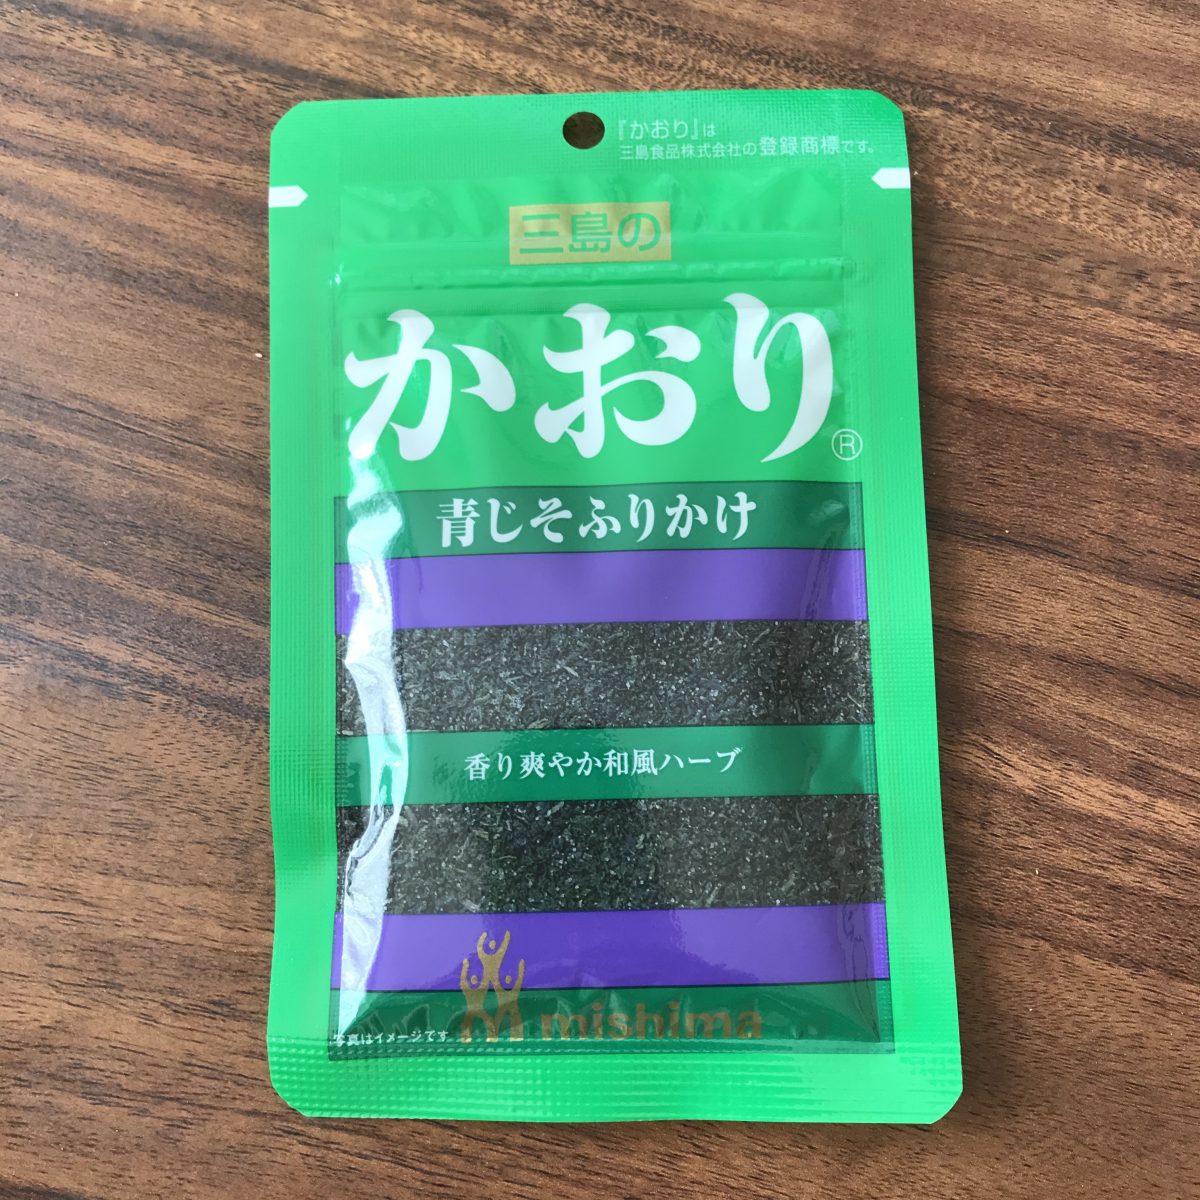 『かおり』は
三島食品株式会社の登録商標です。
三島の
かおり®
青じそふりかけ
香り爽やか和風ハーブ
mishima
写真はイメージです